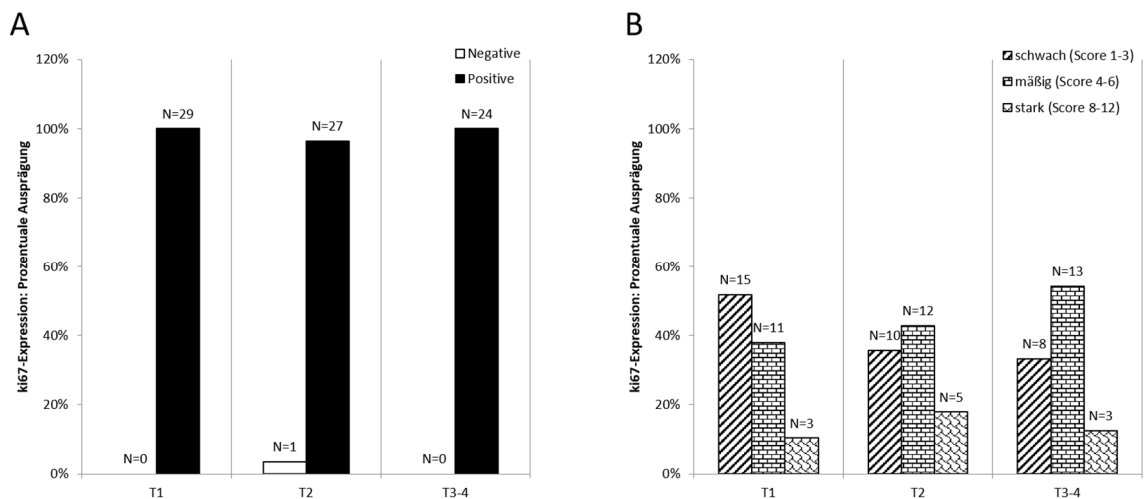 A
Negative
Positive
ki67-Expression: Prozentuale Ausprägung
120%
100%
80%
60%
40%
20%
0%
N=0
N=29
N=1
N=27
N=0
N=24
T1
T2
T3-4
B
schwach (Score 1-3)
mäßig (Score 4-6)
stark (Score 8-12)
ki67-Expression: Prozentuale Ausprägung
120%
100%
80%
60%
40%
20%
0%
N=15
N=11
N=3
N=10
N=12
N=5
N=8
N=13
N=3
T1
T2
T3-4